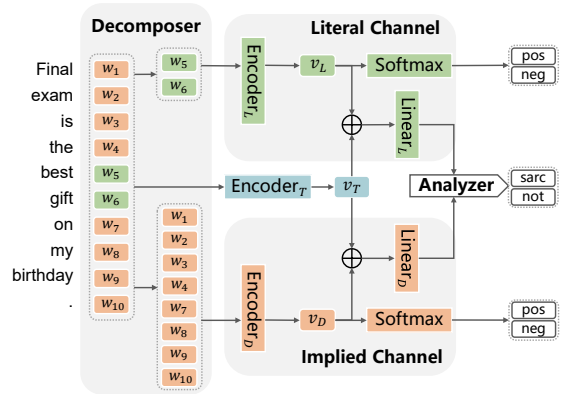 Decomposer
Literal Channel
Final
exam
is
the
best
gift
on
my
birthday
.
w1
w2
w3
w4
w5
w6
w7
w8
w9
w10
w5
w6
w1
w2
w3
w4
w7
w8
w9
w10
EncoderL
vL
Softmax
LinearL
pos
neg
EncoderT
vT
Analyzer
sarc
not
EncoderD
vD
Softmax
LinearD
pos
neg
Implied Channel